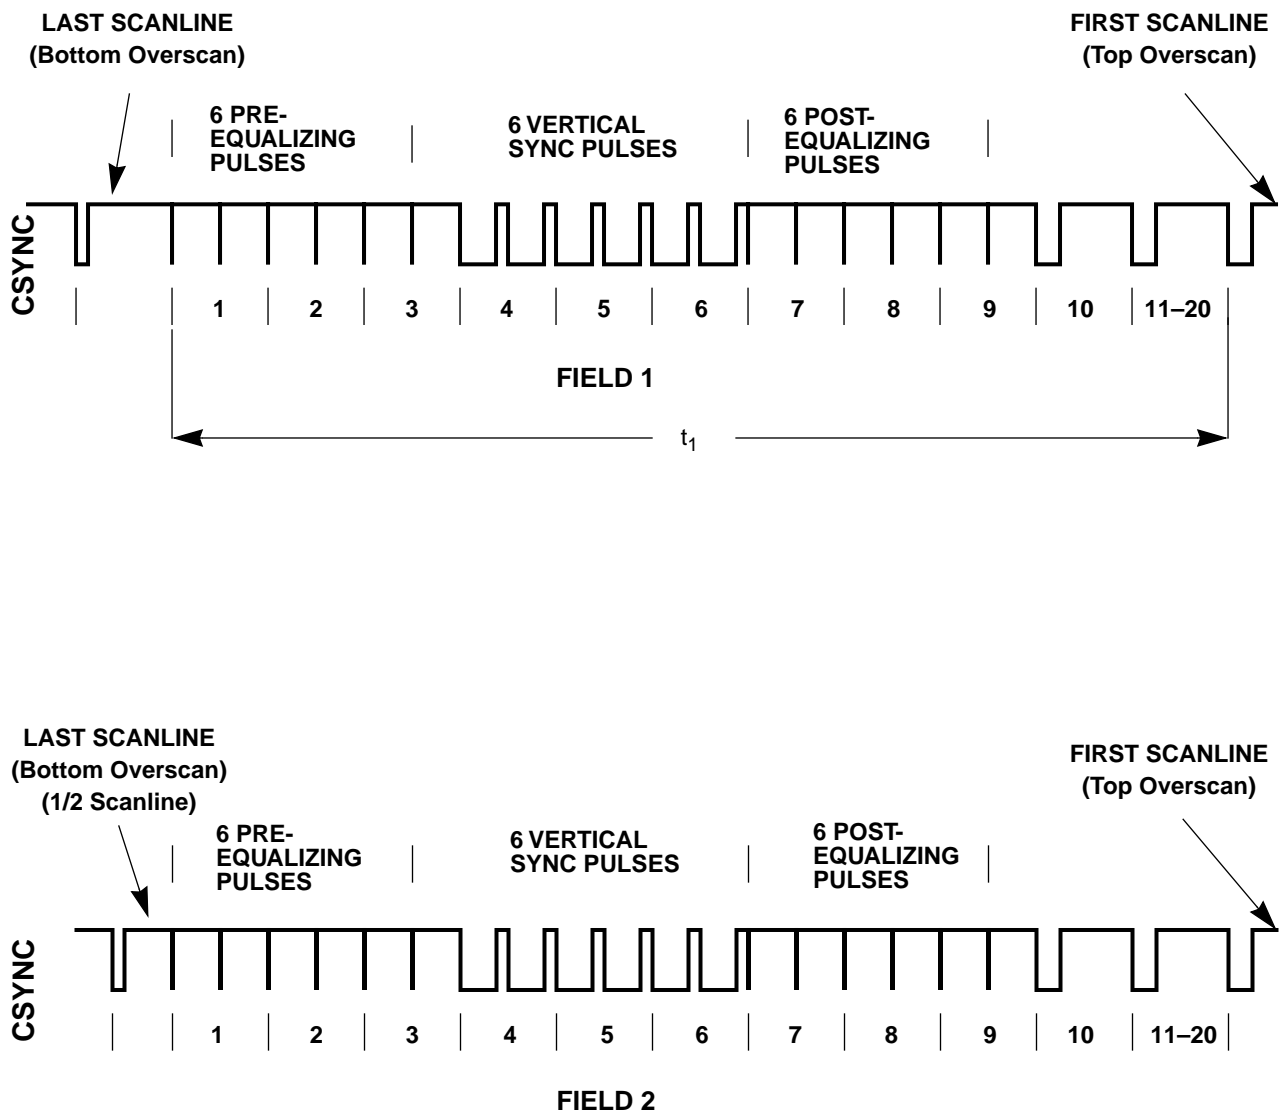 LAST SCANLINE
(Bottom Overscan)
FIRST SCANLINE
(Top Overscan)
6 PRE-
EQUALIZING
PULSES
6 VERTICAL
SYNC PULSES
6 POST-
EQUALIZING
PULSES
CSYNC
1 2 3 4 5 6 7 8 9 10 11–20
FIELD 1
t1
LAST SCANLINE
(Bottom Overscan)
(1/2 Scanline)
FIRST SCANLINE
(Top Overscan)
6 PRE-
EQUALIZING
PULSES
6 VERTICAL
SYNC PULSES
6 POST-
EQUALIZING
PULSES
CSYNC
1 2 3 4 5 6 7 8 9 10 11–20
FIELD 2